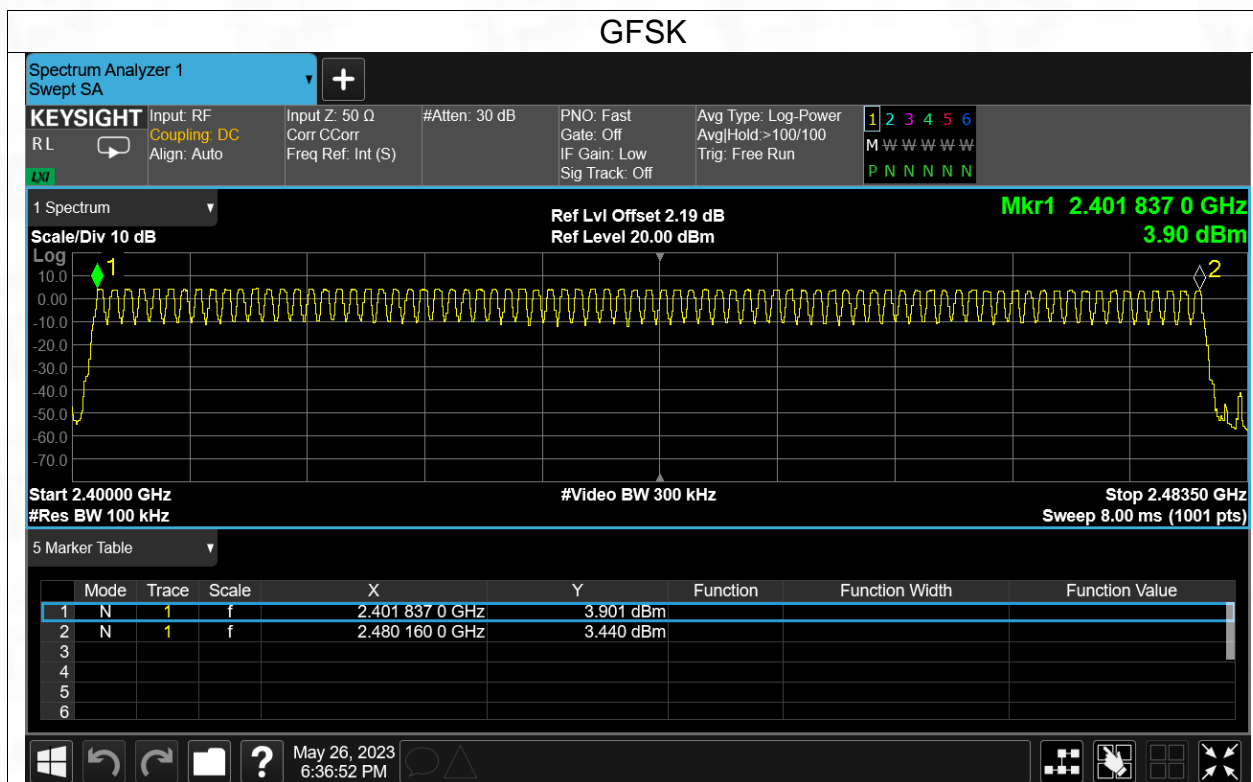 GFSK
Spectrum Analyzer 1
Swept SA
KEYSIGHT
RL
LXI
Input: RF
Coupling: DC
Align: Auto
Input Z: 50 Ω
Corr CCorr
Freq Ref: Int (S)
#Atten: 30 dB
PNO: Fast
Gate: Off
IF Gain: Low
Sig Track: Off
Avg Type: Log-Power
Avg|Hold:>100/100
Trig: Free Run
1 2 3 4 5 6
M W W W W W
P N N N N N
1 Spectrum
Scale/Div 10 dB
Ref Lvl Offset 2.19 dB
Ref Level 20.00 dBm
Mkr1 2.401 837 0 GHz
3.90 dBm
Log
1
2
10.0
0.00
-10.0
-20.0
-30.0
-40.0
-50.0
-60.0
-70.0
Start 2.40000 GHz
#Video BW 300 kHz
Stop 2.48350 GHz
#Res BW 100 kHz
Sweep 8.00 ms (1001 pts)
5 Marker Table
Mode Trace Scale X Y Function Function Width Function Value
1 N 1 f 2.401 837 0 GHz 3.901 dBm
2 N 1 f 2.480 160 0 GHz 3.440 dBm
3
4
5
6
?
May 26, 2023
6:36:52 PM